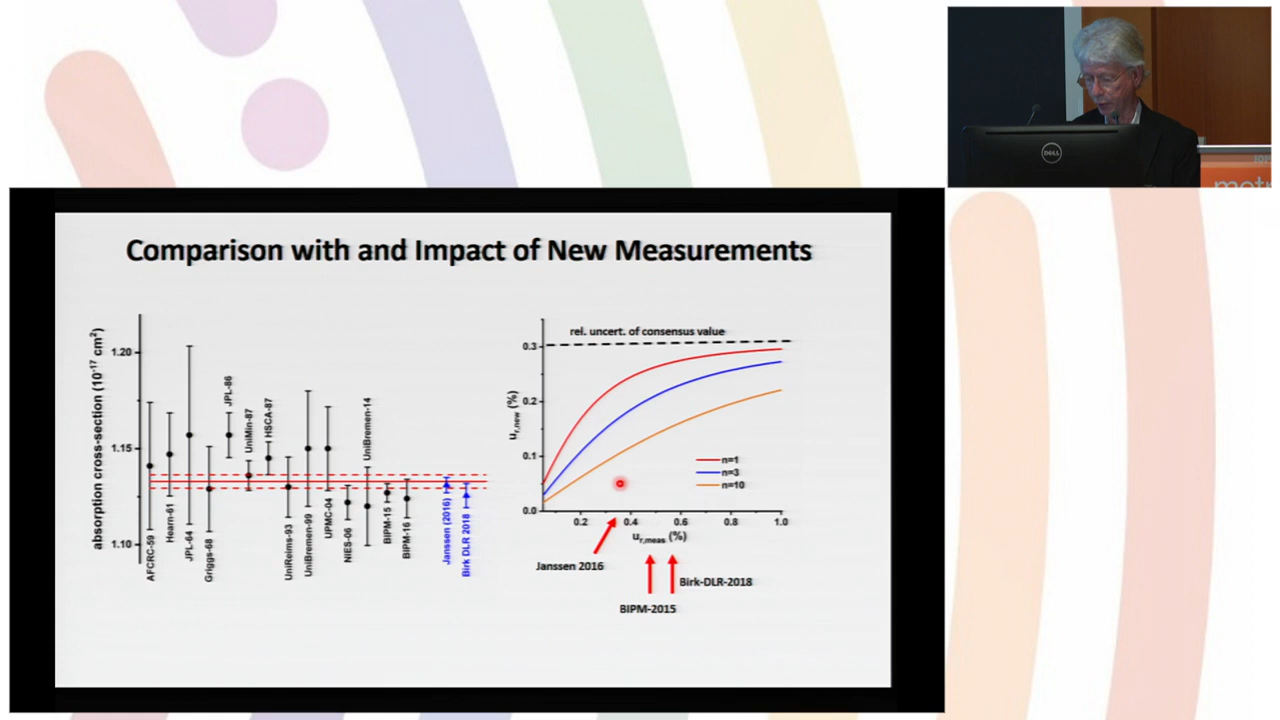 DELL
Comparison with and Impact of New Measurements
absorption cross-section (10⁻¹⁷ cm²)
1.20
1.15
1.10
AFCRC-59
Hearn-61
JPL-64
Griggs-68
JPL-86
UniMin-87
HSCA-87
UniReims-93
UniBremen-99
UPMC-04
NIES-06
UniBremen-14
BIPM-15
BIPM-16
Janssen (2016)
Birk DLR 2018
rel. uncert. of consensus value
u_r,new (%)
0.3
0.2
0.1
0.0
n=1
n=3
n=10
0.2 0.4 0.6 0.8 1.0
u_r,meas (%)
Janssen 2016
Birk-DLR-2018
BIPM-2015